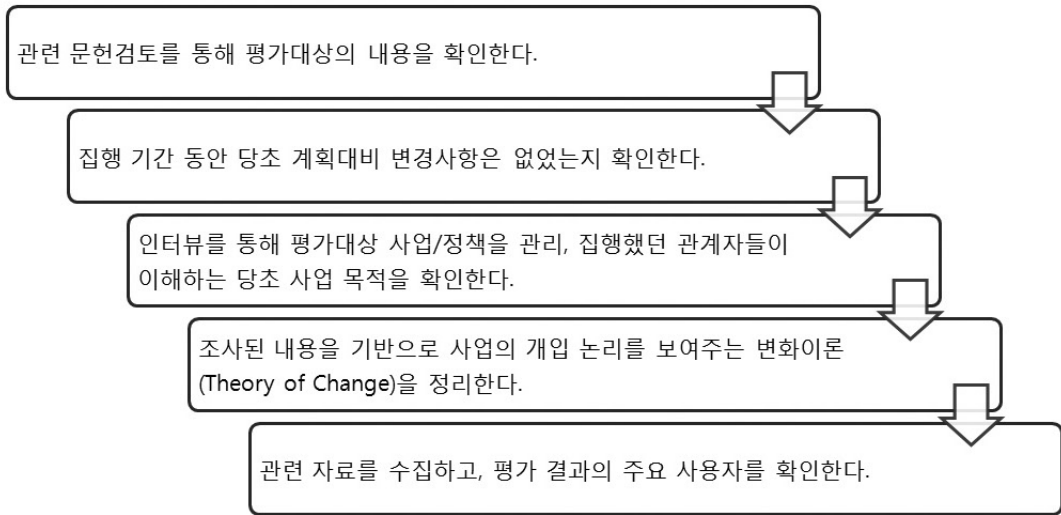 관련 문헌검토를 통해 평가대상의 내용을 확인한다.
집행 기간 동안 당초 계획대비 변경사항은 없었는지 확인한다.
인터뷰를 통해 평가대상 사업/정책을 관리, 집행했던 관계자들이
이해하는 당초 사업 목적을 확인한다.
조사된 내용을 기반으로 사업의 개입 논리를 보여주는 변화이론
(Theory of Change)을 정리한다.
관련 자료를 수집하고, 평가 결과의 주요 사용자를 확인한다.